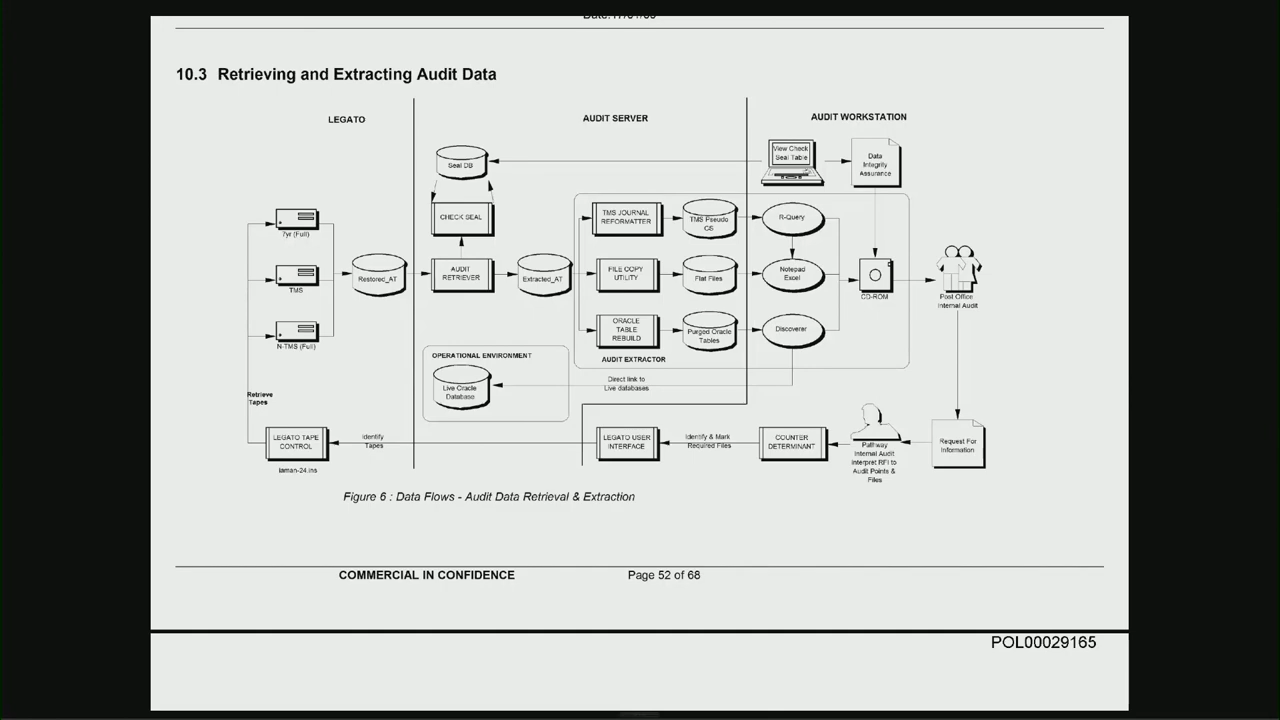 10.3 Retrieving and Extracting Audit Data
LEGATO
AUDIT SERVER
AUDIT WORKSTATION
Seal DB
View Check
Seal Table
Data
Integrity
Assurance
CHECK SEAL
TMS JOURNAL
REFORMATTER
TMS Pseudo
CS
R-Query
7yr (Full)
Restored_AT
AUDIT
RETRIEVER
Extracted_AT
FILE COPY
UTILITY
Flat Files
Notepad
Excel
CD-ROM
Post Office
Internal Audit
TMS
N-TMS (Full)
ORACLE
TABLE
REBUILD
Purged Oracle
Tables
Discoverer
OPERATIONAL ENVIRONMENT
AUDIT EXTRACTOR
Live Oracle
Database
Direct link to
Live databases
Retrieve
Tapes
LEGATO TAPE
CONTROL
Identify
Tapes
LEGATO USER
INTERFACE
Identify & Mark
Required Files
COUNTER
DETERMINANT
Pathway
Internal Audit
Interpret RFI to
Audit Points &
Files
Request For
Information
laman-24.ins
Figure 6 : Data Flows - Audit Data Retrieval & Extraction
COMMERCIAL IN CONFIDENCE Page 52 of 68
POL00029165